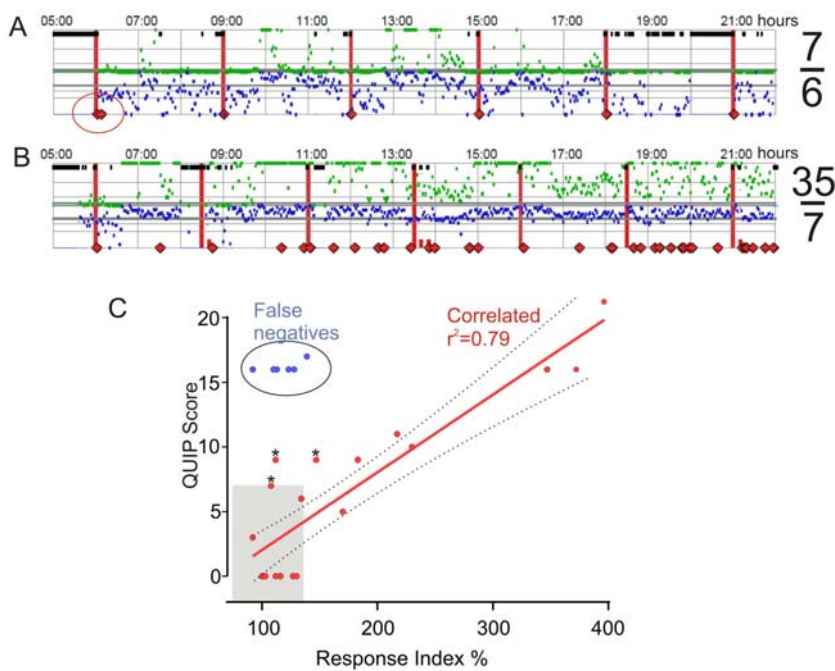 A
05:00 07:00 09:00 11:00 13:00 15:00 17:00 19:00 21:00 hours
7
6
B
05:00 07:00 09:00 11:00 13:00 15:00 17:00 19:00 21:00 hours
35
7
C
False
negatives
Correlated
r²=0.79
QUIP Score
20
15
10
5
0
* *
*
100 200 300 400
Response Index %